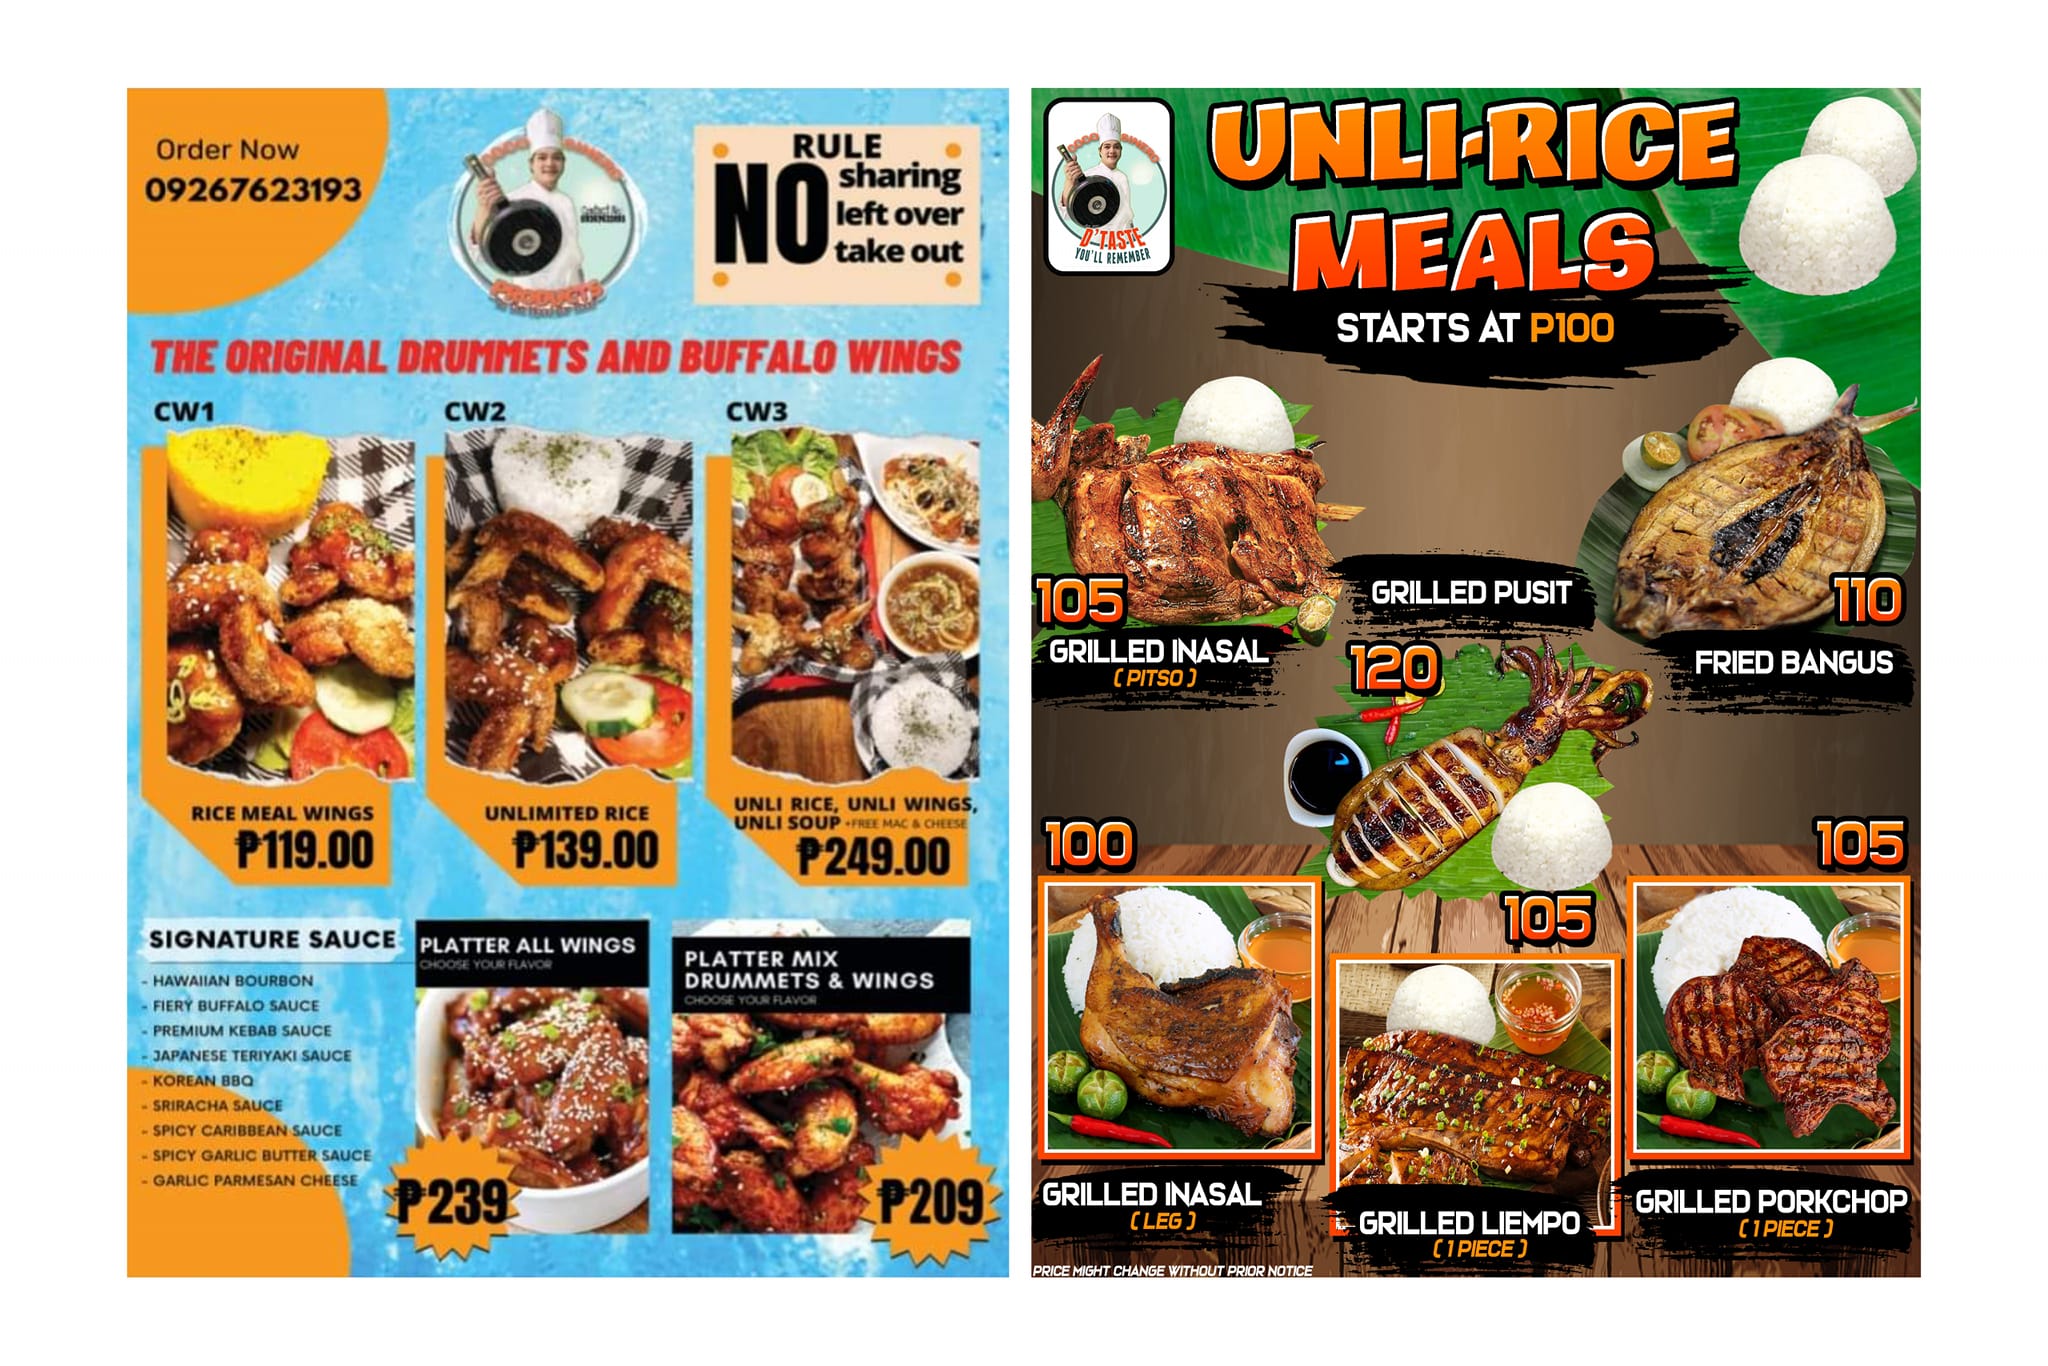 Order Now
09267623193
RULE
NO sharing
left over
take out
THE ORIGINAL DRUMMETS AND BUFFALO WINGS
CW1
CW2
CW3
RICE MEAL WINGS
₱119.00
UNLIMITED RICE
₱139.00
UNLI RICE, UNLI WINGS,
UNLI SOUP +FREE MAC & CHEESE
₱249.00
SIGNATURE SAUCE
- HAWAIIAN BOURBON
- FIERY BUFFALO SAUCE
- PREMIUM KEBAB SAUCE
- JAPANESE TERIYAKI SAUCE
- KOREAN BBQ
- SRIRACHA SAUCE
- SPICY CARIBBEAN SAUCE
- SPICY GARLIC BUTTER SAUCE
- GARLIC PARMESAN CHEESE
PLATTER ALL WINGS
CHOOSE YOUR FLAVOR
₱239
PLATTER MIX
DRUMMETS & WINGS
CHOOSE YOUR FLAVOR
₱209
D'TASTE
YOU'LL REMEMBER
UNLI-RICE
MEALS
STARTS AT P100
105
GRILLED INASAL
( PITSO )
GRILLED PUSIT
120
110
FRIED BANGUS
100
GRILLED INASAL
( LEG )
105
GRILLED LIEMPO
( 1 PIECE )
105
GRILLED PORKCHOP
( 1 PIECE )
PRICE MIGHT CHANGE WITHOUT PRIOR NOTICE